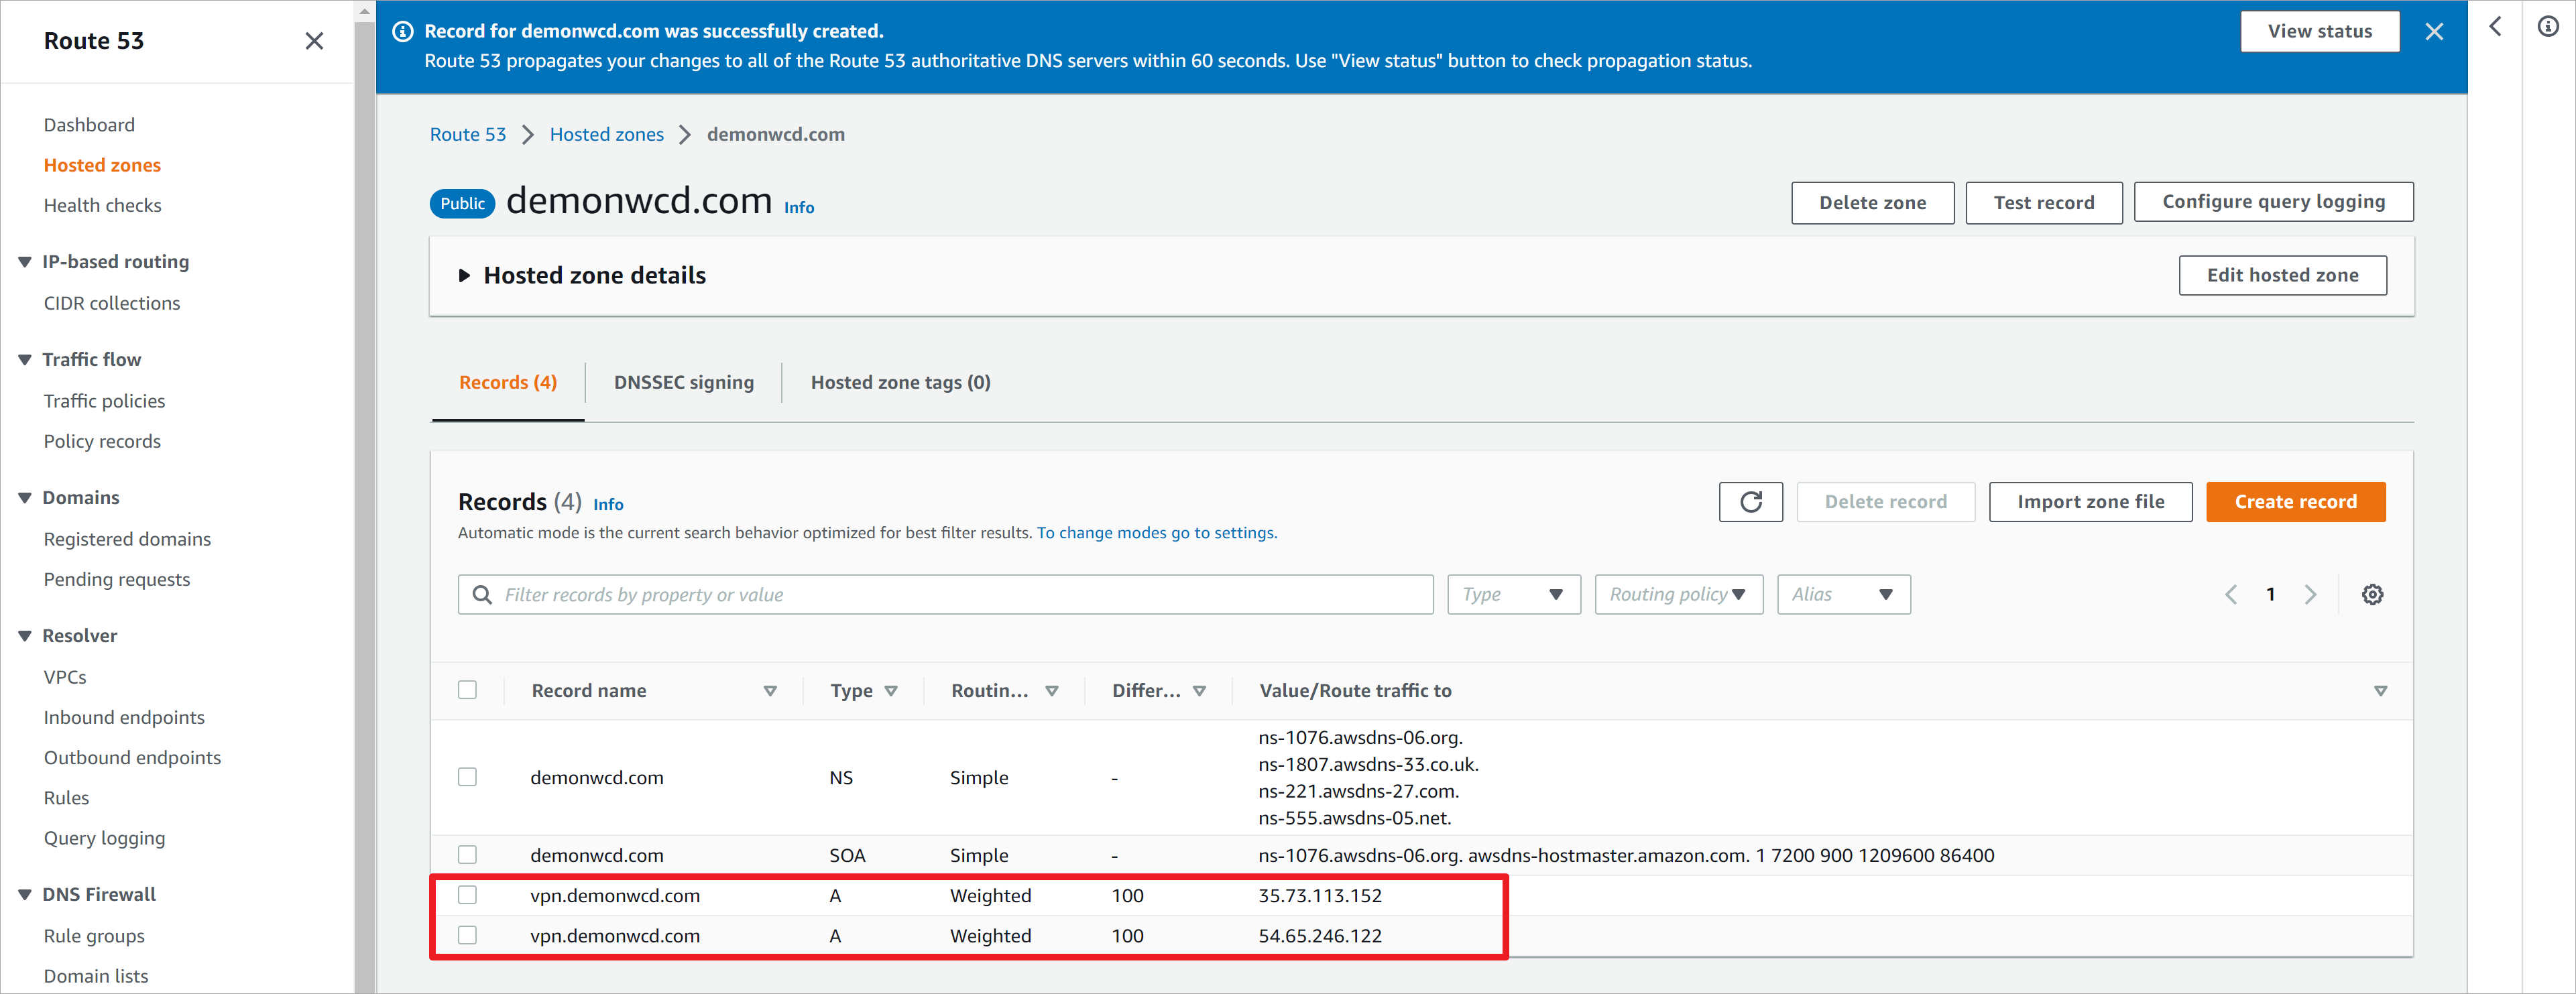 Route 53
Dashboard
Hosted zones
Health checks
IP-based routing
CIDR collections
Traffic flow
Traffic policies
Policy records
Domains
Registered domains
Pending requests
Resolver
VPCs
Inbound endpoints
Outbound endpoints
Rules
Query logging
DNS Firewall
Rule groups
Domain lists
Record for demonwcd.com was successfully created.
Route 53 propagates your changes to all of the Route 53 authoritative DNS servers within 60 seconds. Use "View status" button to check propagation status.
View status
Route 53 Hosted zones demonwcd.com
Public demonwcd.com Info
Delete zone Test record Configure query logging
Hosted zone details
Edit hosted zone
Records (4) DNSSEC signing Hosted zone tags (0)
Records (4) Info
Delete record Import zone file Create record
Automatic mode is the current search behavior optimized for best filter results. To change modes go to settings.
Filter records by property or value Type Routing policy Alias 1
Record name Type Routin... Differ... Value/Route traffic to
demonwcd.com NS Simple - ns-1076.awsdns-06.org.
ns-1807.awsdns-33.co.uk.
ns-221.awsdns-27.com.
ns-555.awsdns-05.net.
demonwcd.com SOA Simple - ns-1076.awsdns-06.org. awsdns-hostmaster.amazon.com. 1 7200 900 1209600 86400
vpn.demonwcd.com A Weighted 100 35.73.113.152
vpn.demonwcd.com A Weighted 100 54.65.246.122